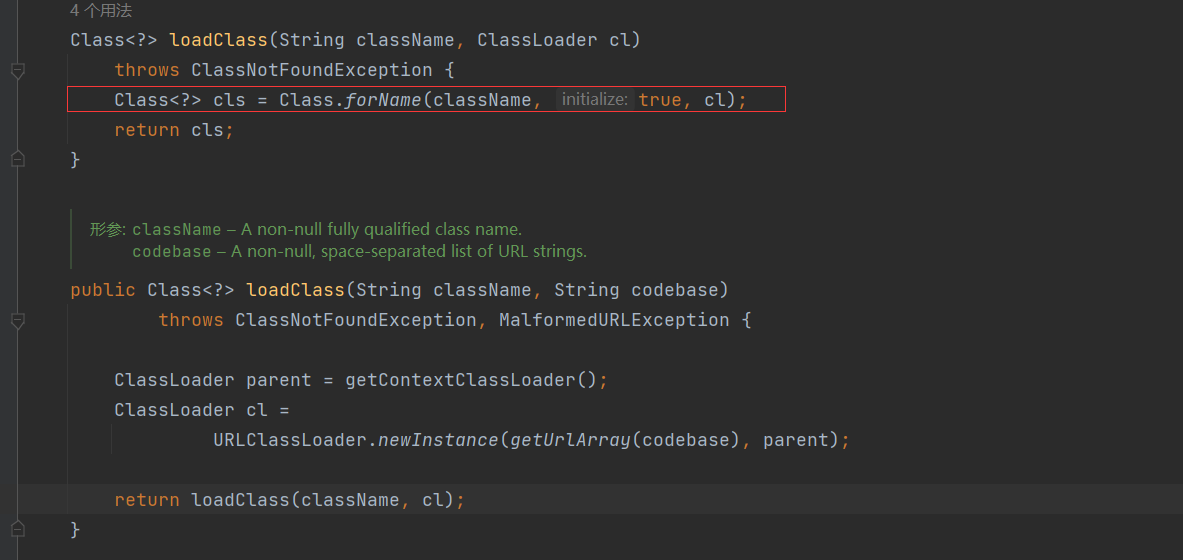 4 个用法
Class<?> loadClass(String className, ClassLoader cl)
throws ClassNotFoundException {
Class<?> cls = Class.forName(className, initialize: true, cl);
return cls;
}
形参: className – A non-null fully qualified class name.
codebase – A non-null, space-separated list of URL strings.
public Class<?> loadClass(String className, String codebase)
throws ClassNotFoundException, MalformedURLException {
ClassLoader parent = getContextClassLoader();
ClassLoader cl =
URLClassLoader.newInstance(getUrlArray(codebase), parent);
return loadClass(className, cl);
}